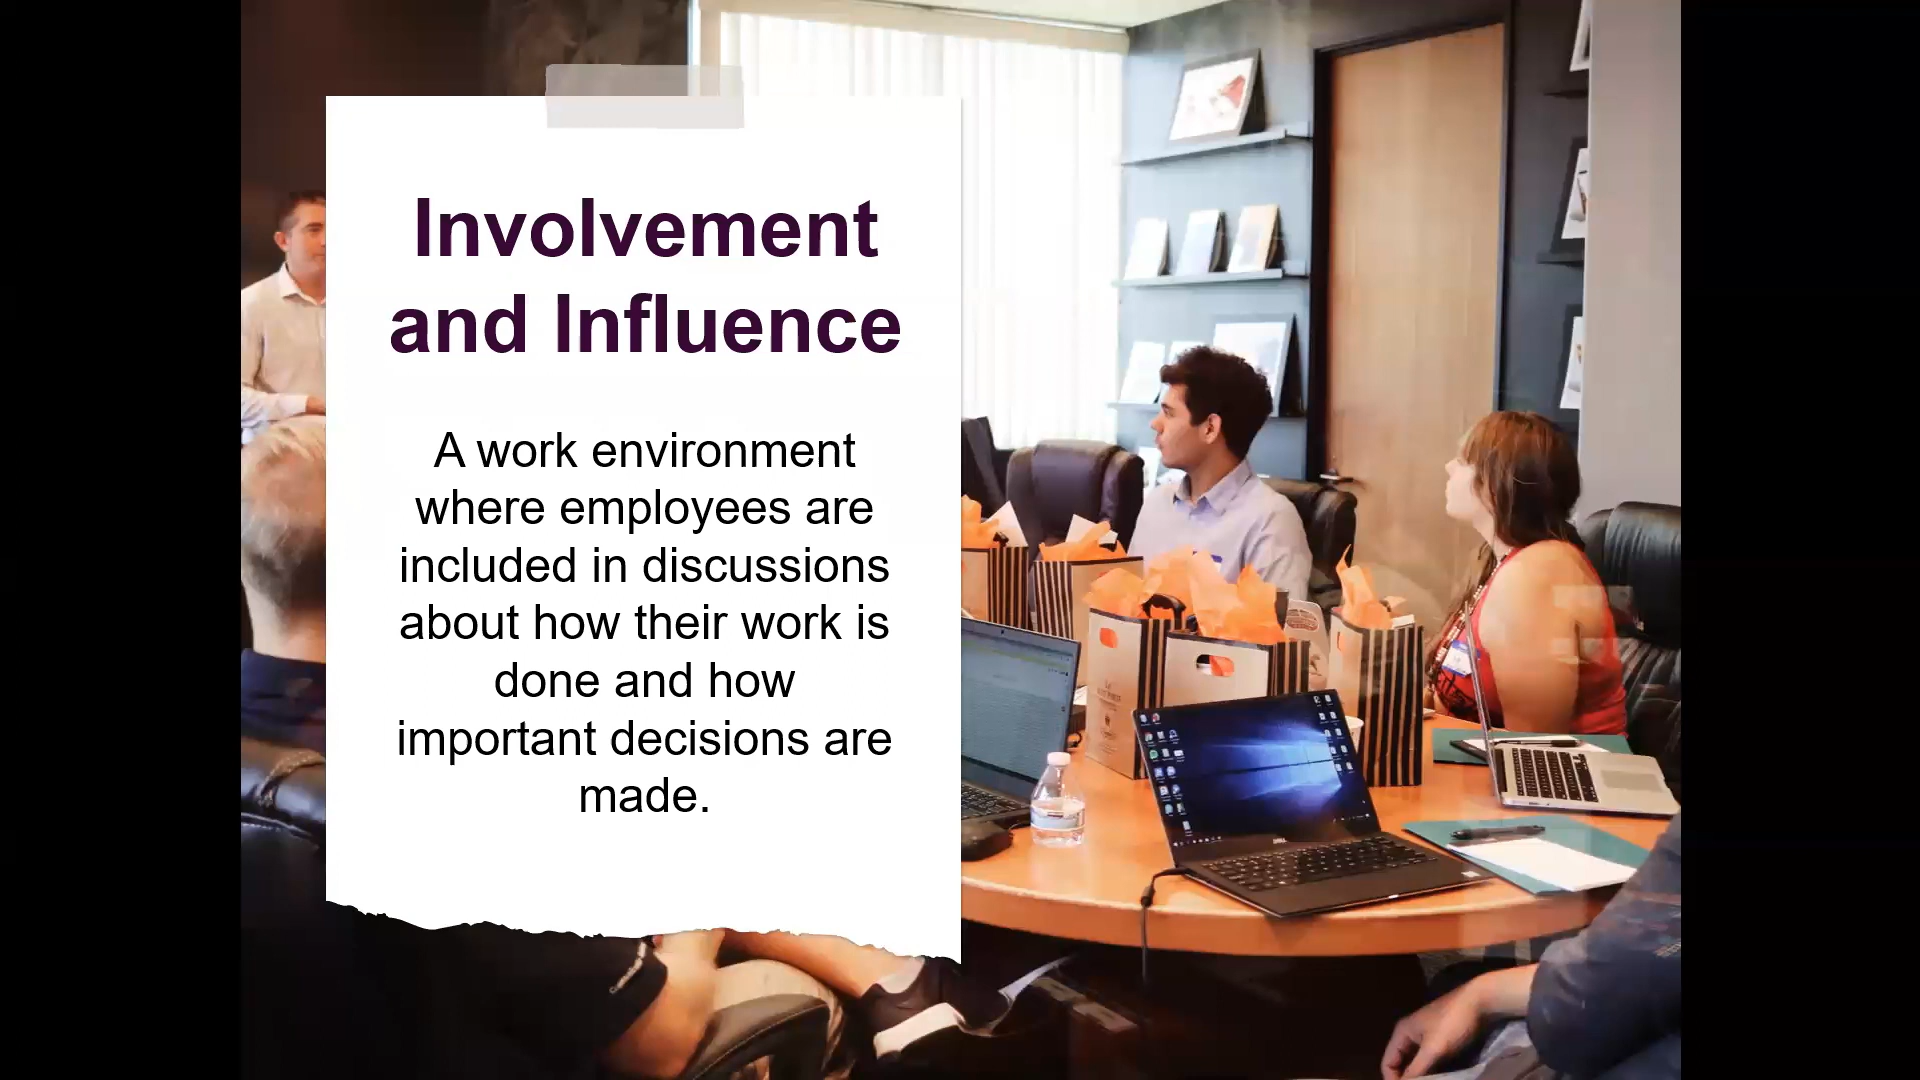 Involvement
and Influence
A work environment
where employees are
included in discussions
about how their work is
done and how
important decisions are
made.